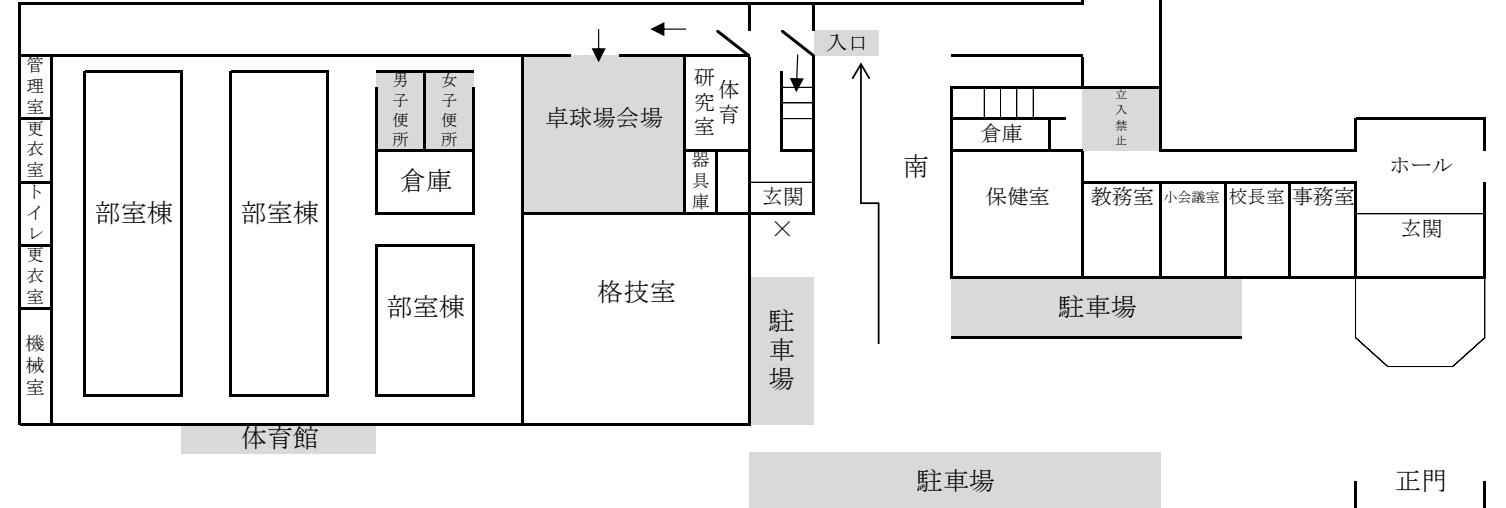 入口
管理室
更衣室
トイレ
更衣室
機械室
部室棟
部室棟
男子便所
女子便所
倉庫
部室棟
卓球場会場
体育
研究室
器具庫
玄関
×
格技室
駐車場
体育館
南
倉庫
立入禁止
保健室
教務室
小会議室
校長室
事務室
ホール
玄関
駐車場
駐車場
正門